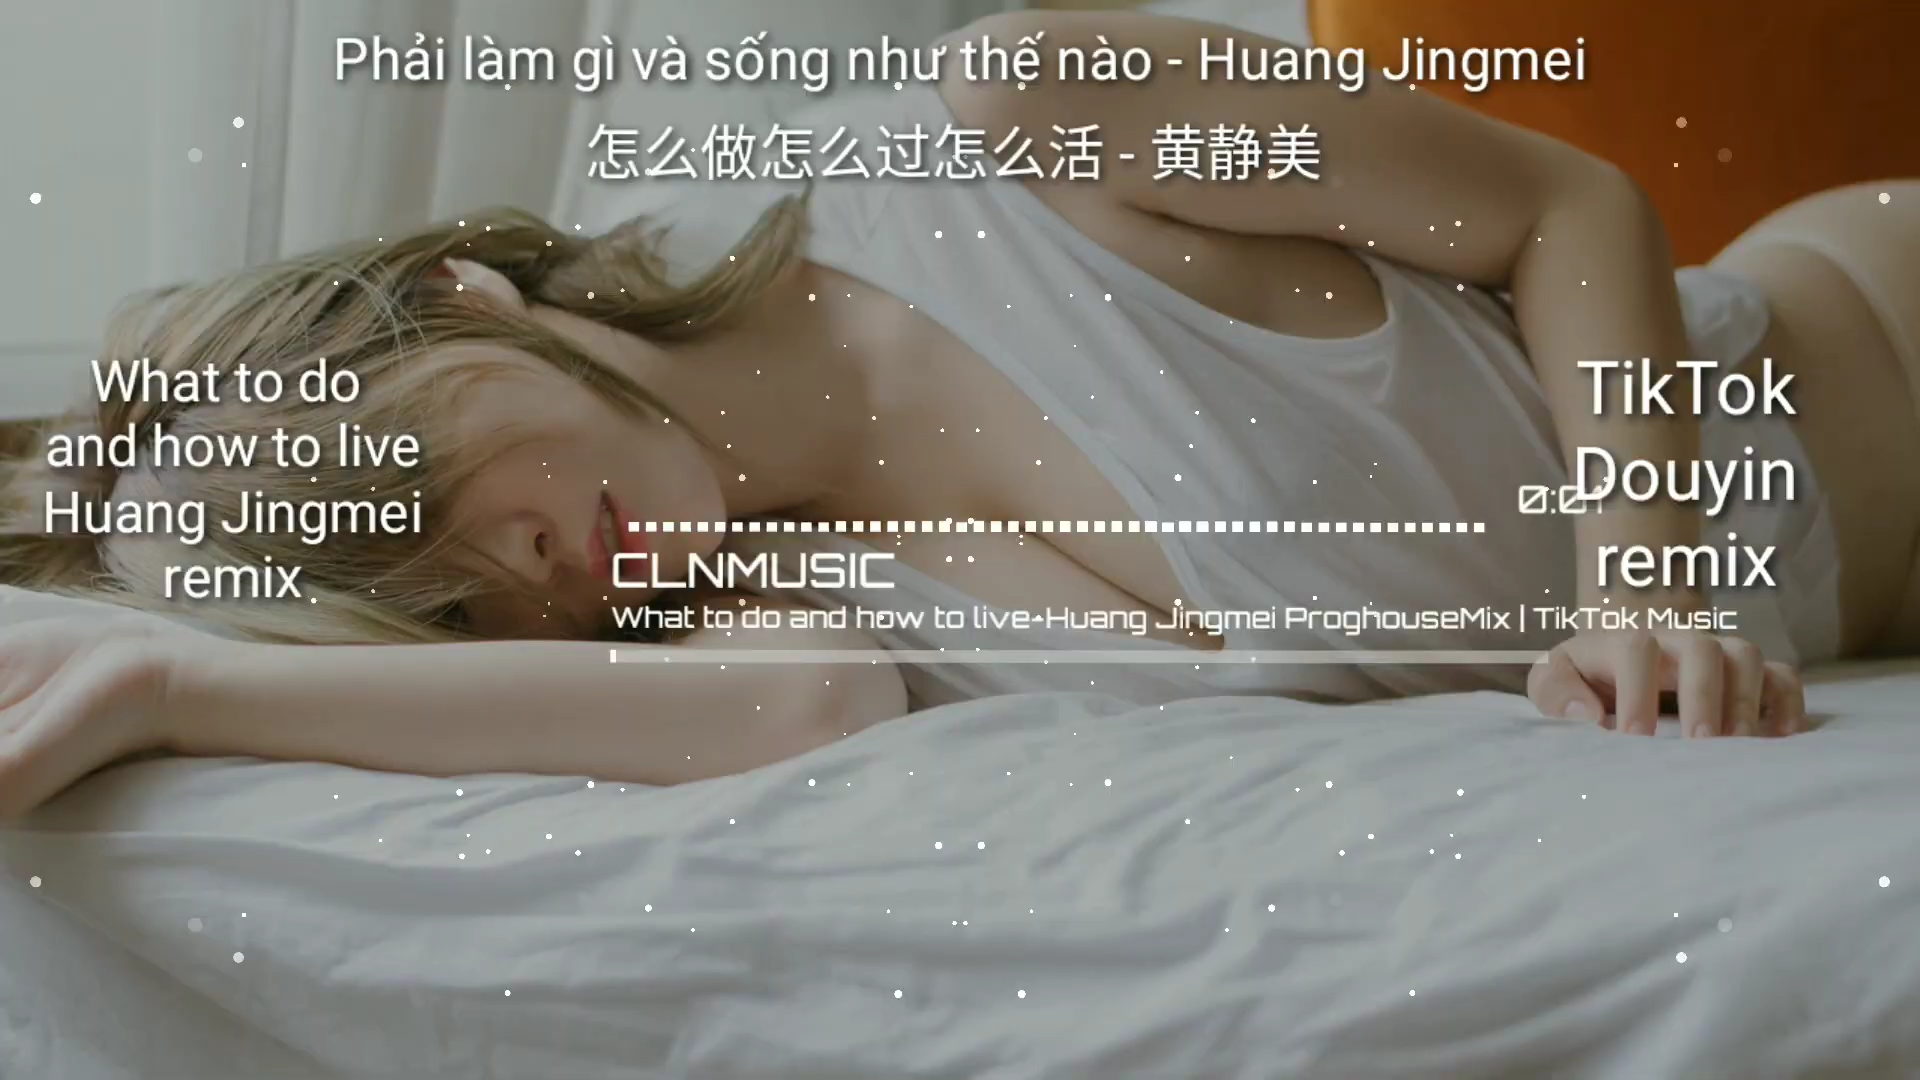 Phải làm gì và sống như thế nào - Huang Jingmei
怎么做怎么过怎么活 - 黄静美
What to do
and how to live
Huang Jingmei
remix
TikTok
Douyin
remix
0:01
CLNMUSIC
What to do and how to live-Huang Jingmei ProghouseMix | TikTok Music